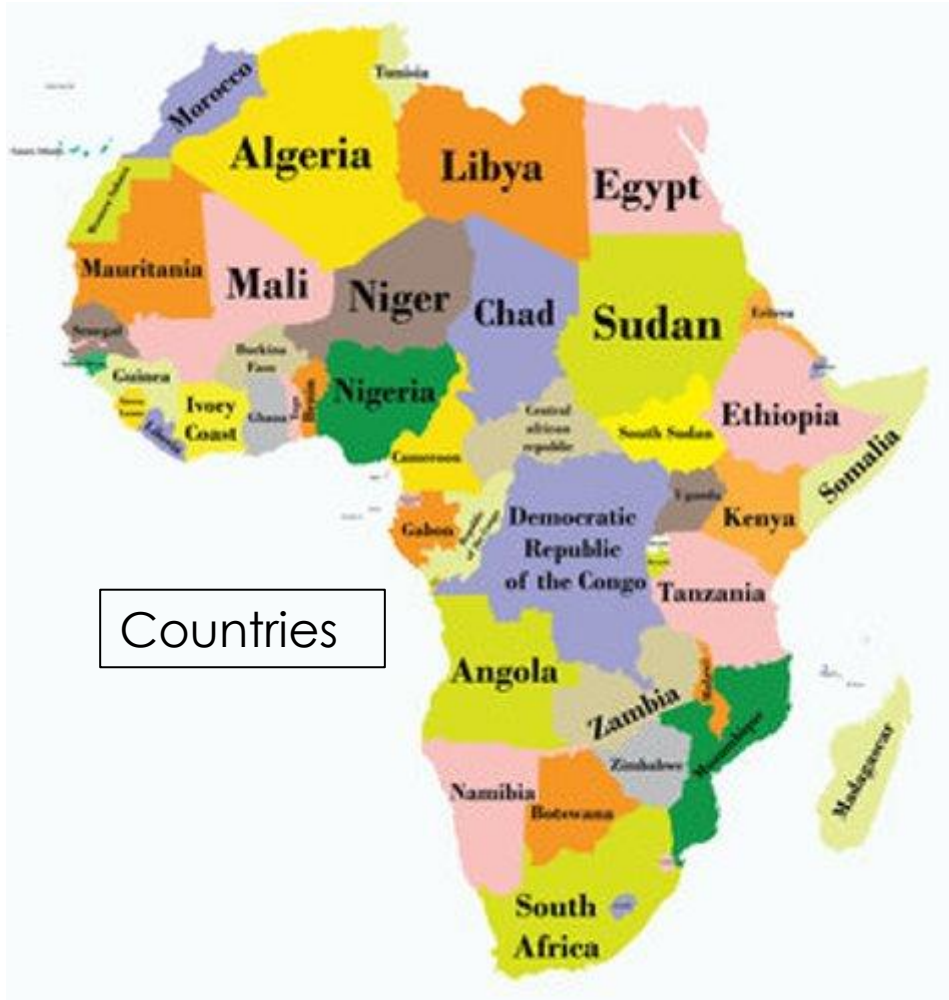 Tunisia
Morocco
Algeria
Libya
Egypt
Mauritania
Mali
Niger
Chad
Sudan
Eritrea
Senegal
Burkina
Faso
Guinea
Nigeria
Benin
Togo
Ivory
Coast
Ghana
Liberia
Central
african
republic
South Sudan
Ethiopia
Somalia
Cameroon
Uganda
Kenya
Gabon
Democratic
Republic
of the Congo
Tanzania
Countries
Angola
Zambia
Malawi
Mozambique
Zimbabwe
Madagascar
Namibia
Botswana
South
Africa